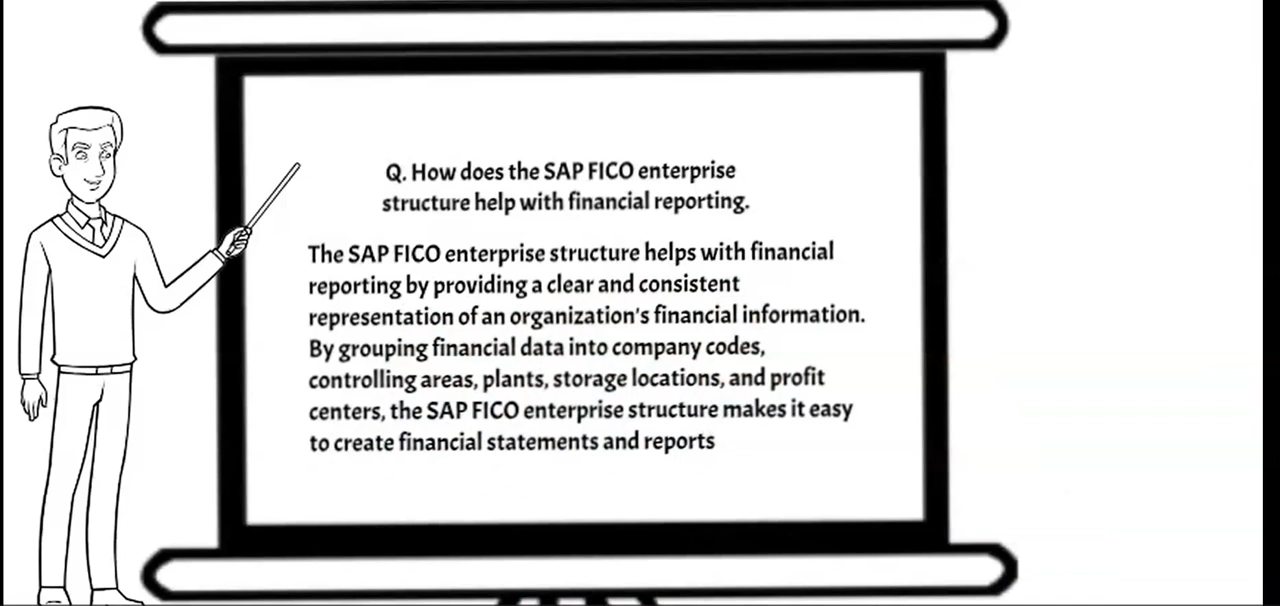 Q. How does the SAP FICO enterprise
structure help with financial reporting.
The SAP FICO enterprise structure helps with financial
reporting by providing a clear and consistent
representation of an organization's financial information.
By grouping financial data into company codes,
controlling areas, plants, storage locations, and profit
centers, the SAP FICO enterprise structure makes it easy
to create financial statements and reports